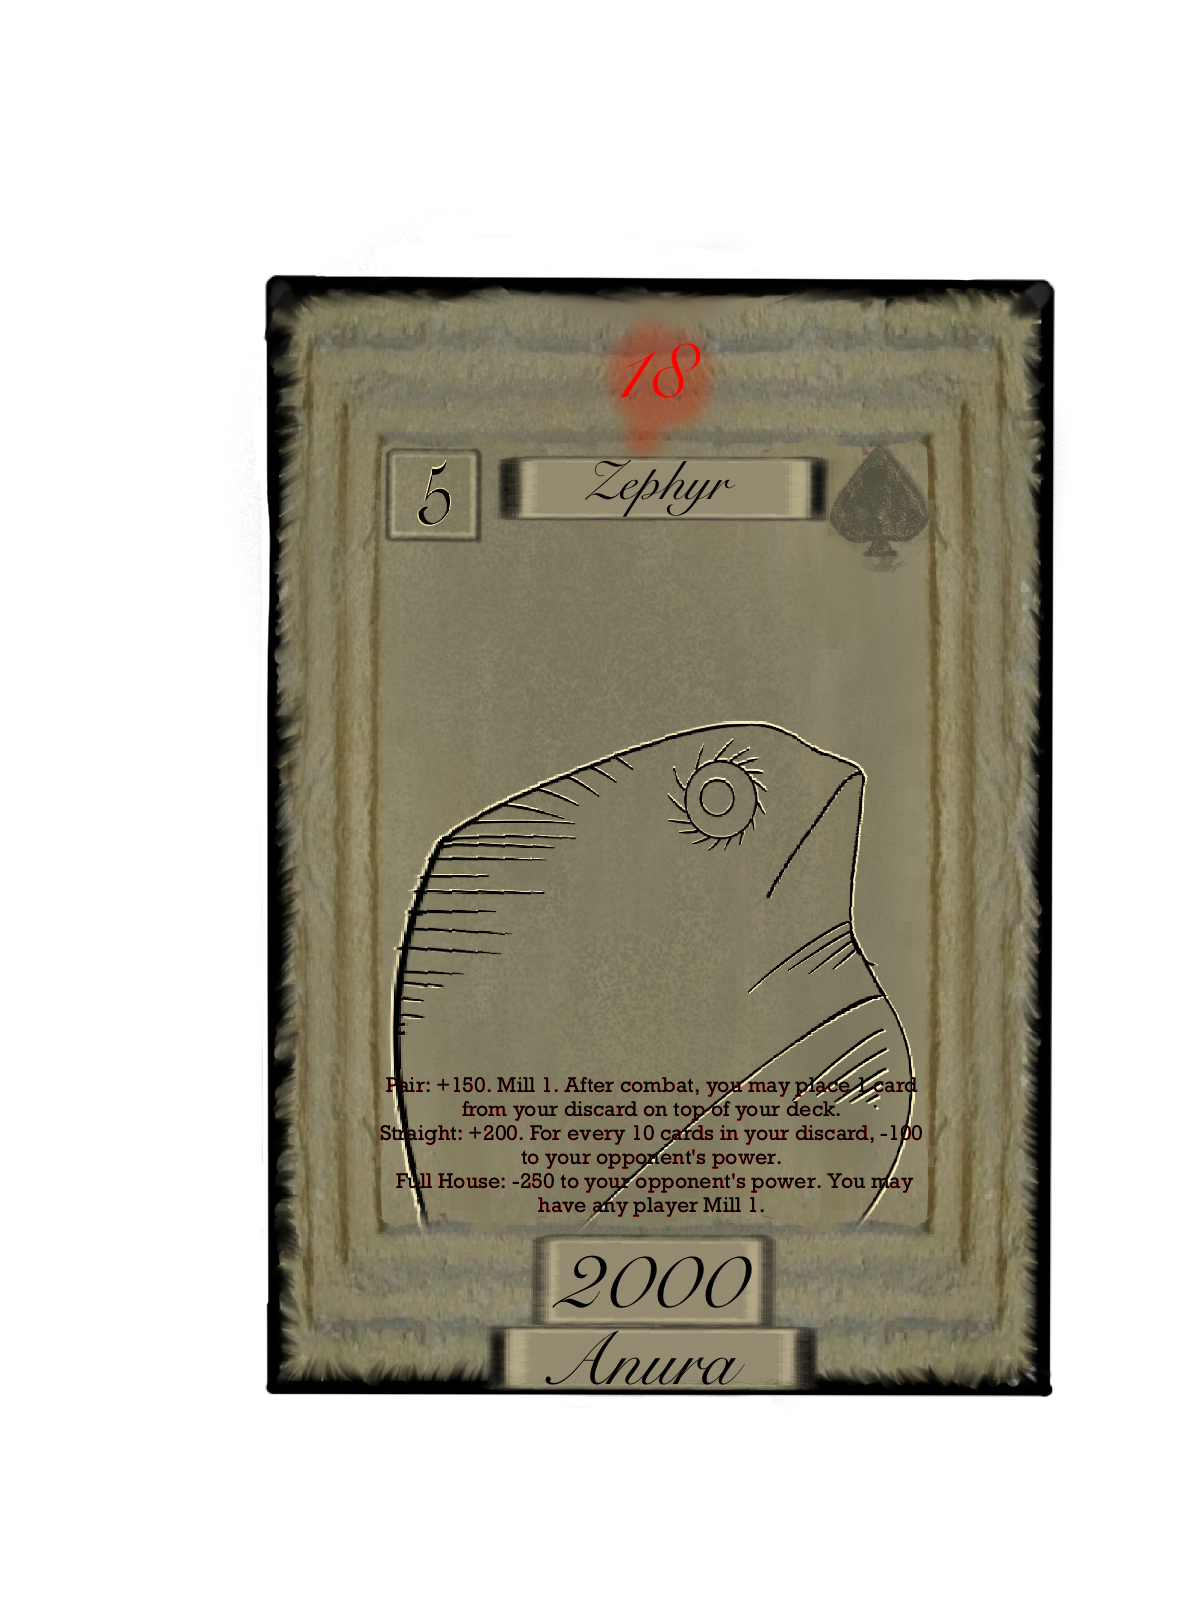 18
5
Zephyr
Pair: +150. Mill 1. After combat, you may place 1 card
from your discard on top of your deck.
Straight: +200. For every 10 cards in your discard, -100
to your opponent's power.
Full House: -250 to your opponent's power. You may
have any player Mill 1.
2000
Anura